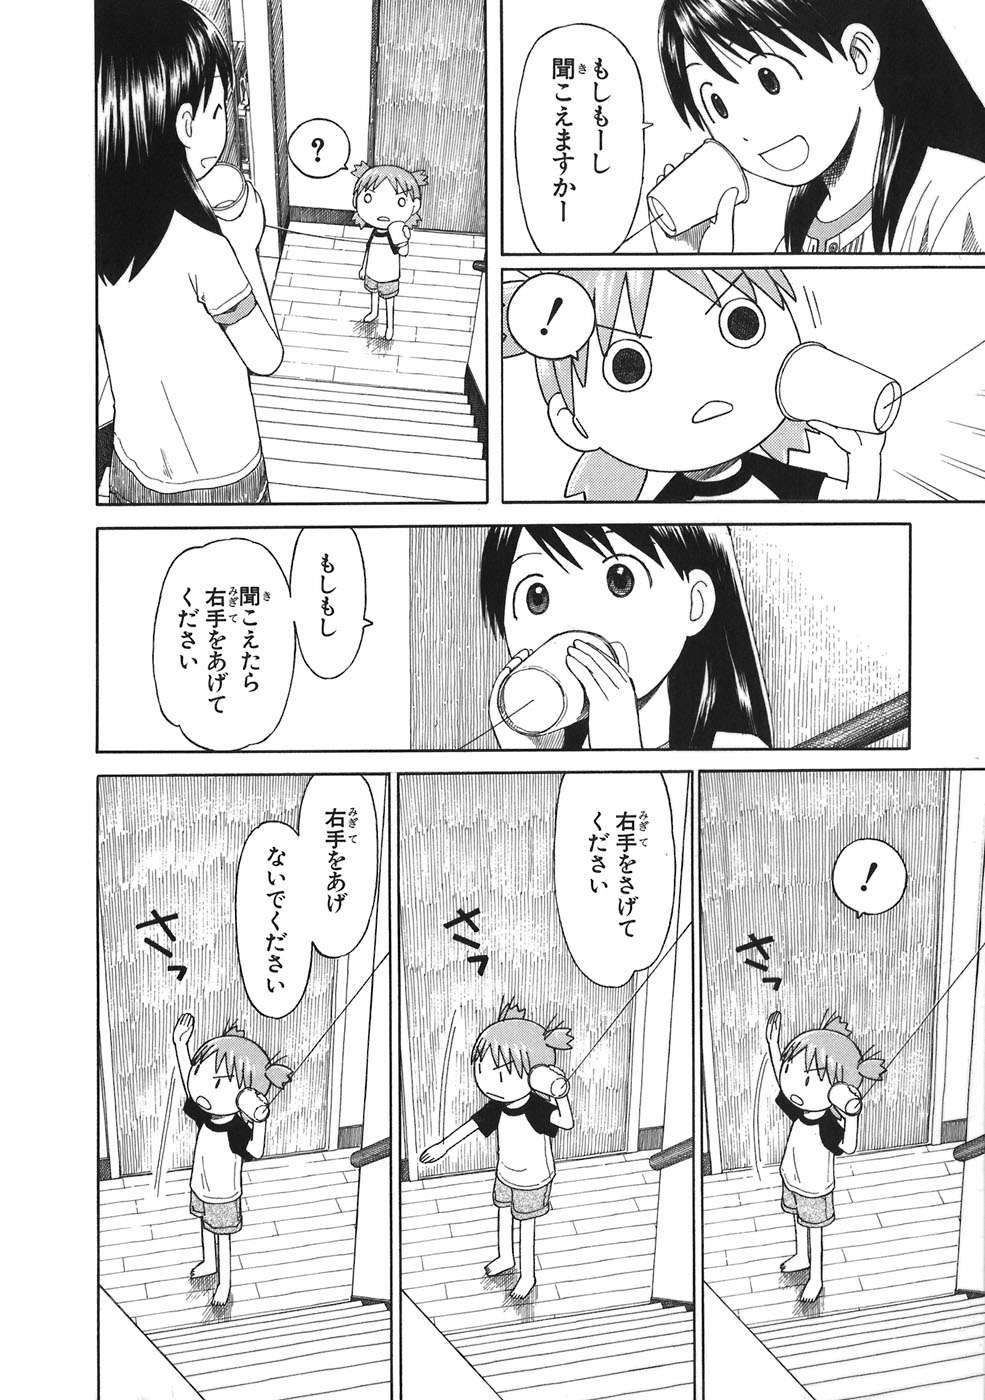 もしもーし
聞こえますかー
？
！
もしもし
聞こえたら
右手をあげて
ください
！
さっ
右手をさげて
ください
さっ
右手をあげ
ないでください
さっ